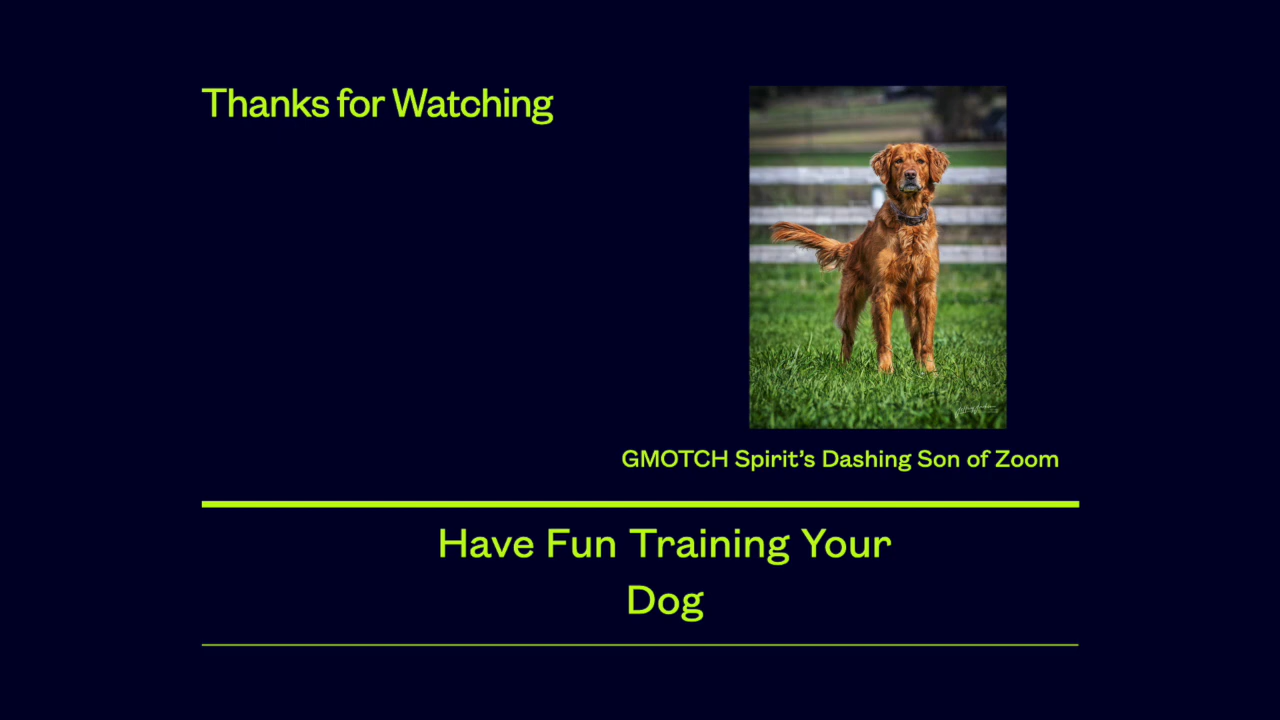 Thanks for Watching
GMOTCH Spirit’s Dashing Son of Zoom
Have Fun Training Your
Dog